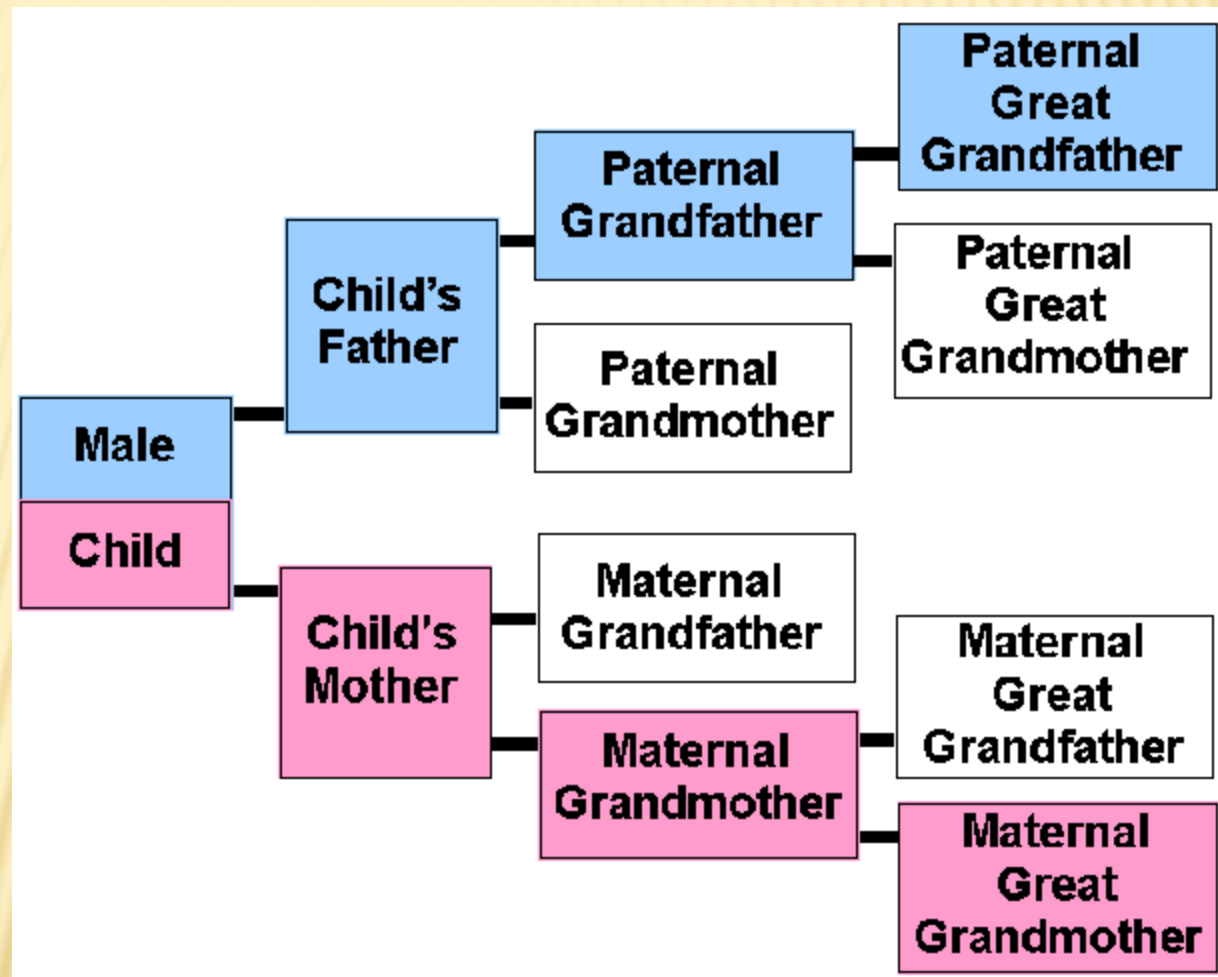 Male
Child
Child's
Father
Child's
Mother
Paternal
Grandfather
Paternal
Grandmother
Maternal
Grandfather
Maternal
Grandmother
Paternal
Great
Grandfather
Paternal
Great
Grandmother
Maternal
Great
Grandfather
Maternal
Great
Grandmother